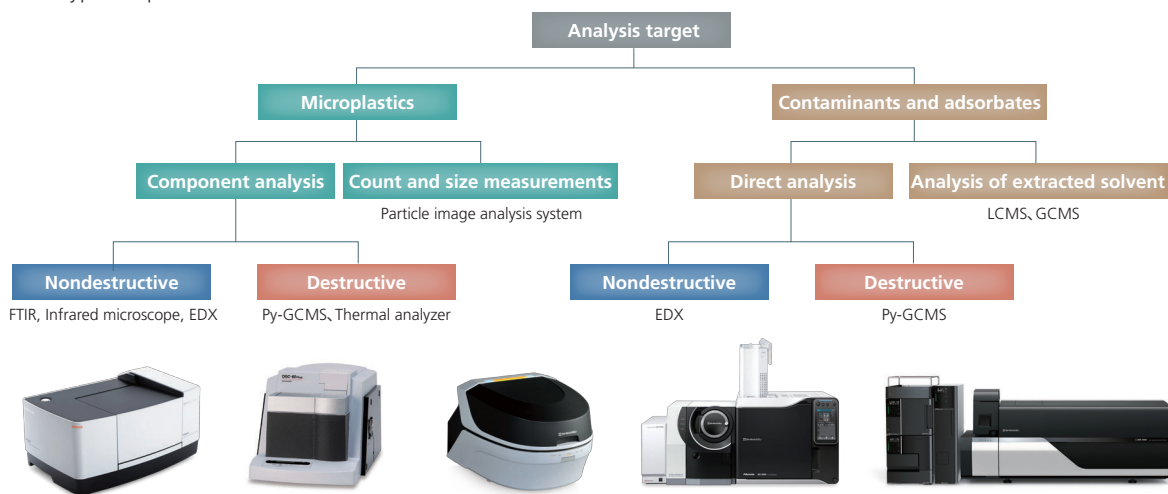 Analysis target
Microplastics
Contaminants and adsorbates
Component analysis
Count and size measurements
Direct analysis
Analysis of extracted solvent
Particle image analysis system
LCMS、GCMS
Nondestructive
Destructive
Nondestructive
Destructive
FTIR, Infrared microscope, EDX
Py-GCMS、Thermal analyzer
EDX
Py-GCMS